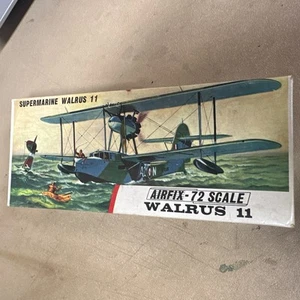 SUPERMARINE WALRUS 11
AIRFIX-72 SCALE
WALRUS 11